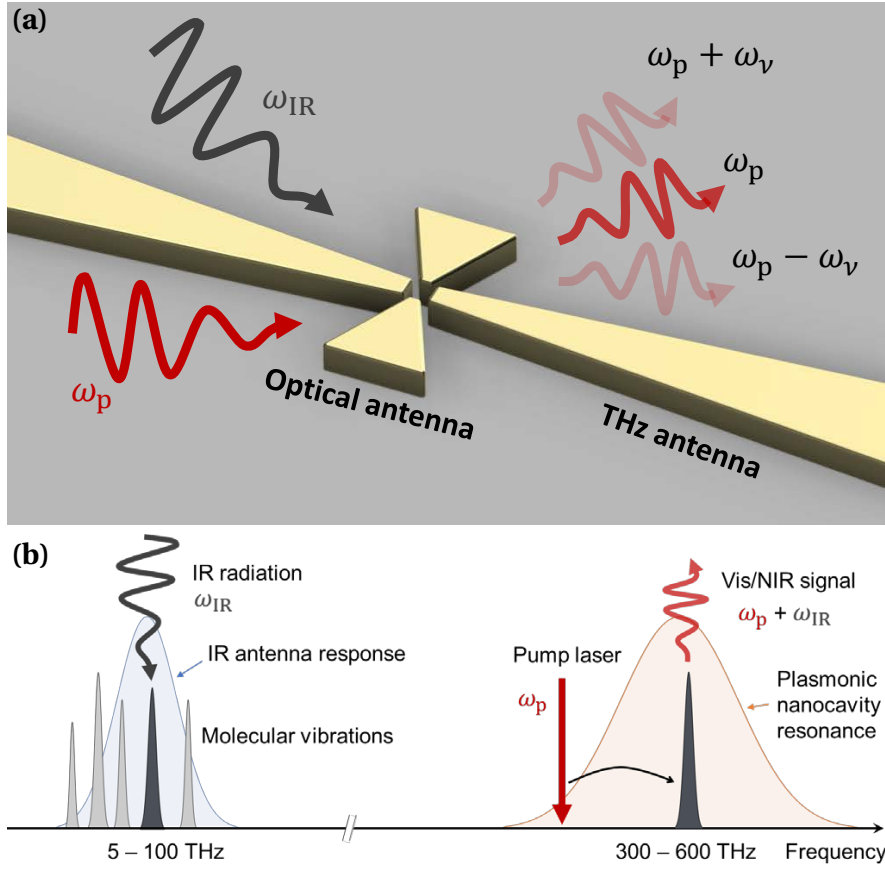 (a)
ω_IR
ω_p + ω_ν
ω_p
ω_p − ω_ν
ω_p
Optical antenna
THz antenna
(b)
IR radiation
ω_IR
IR antenna response
Molecular vibrations
Pump laser
ω_p
Vis/NIR signal
ω_p + ω_IR
Plasmonic
nanocavity
resonance
5 – 100 THz
300 – 600 THz
Frequency